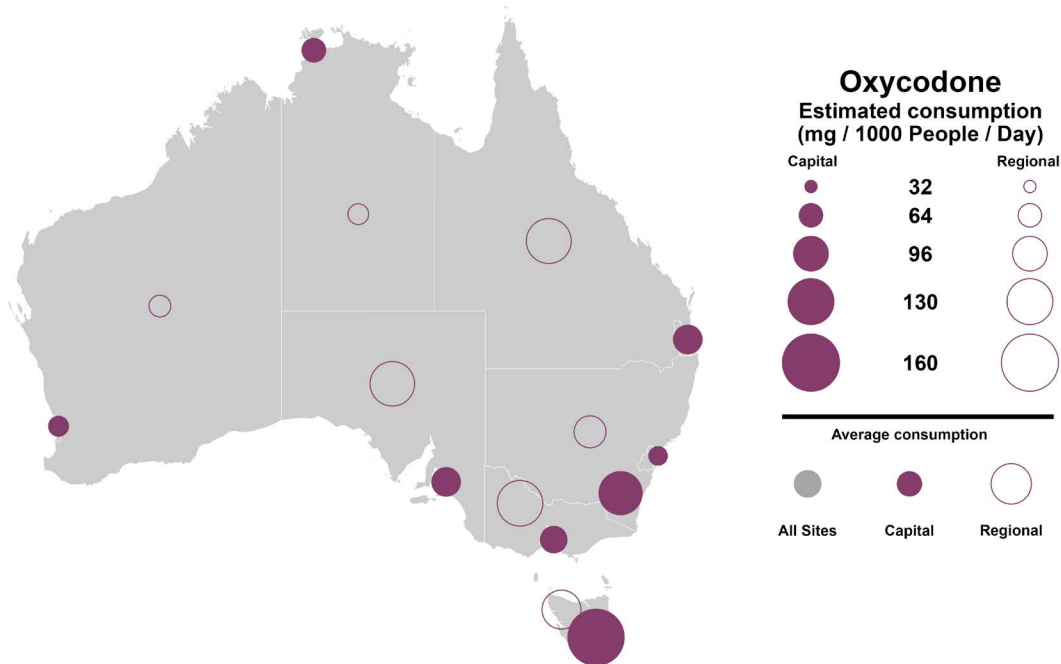 Oxycodone
Estimated consumption
(mg / 1000 People / Day)
Capital
Regional
32
64
96
130
160
Average consumption
All Sites
Capital
Regional